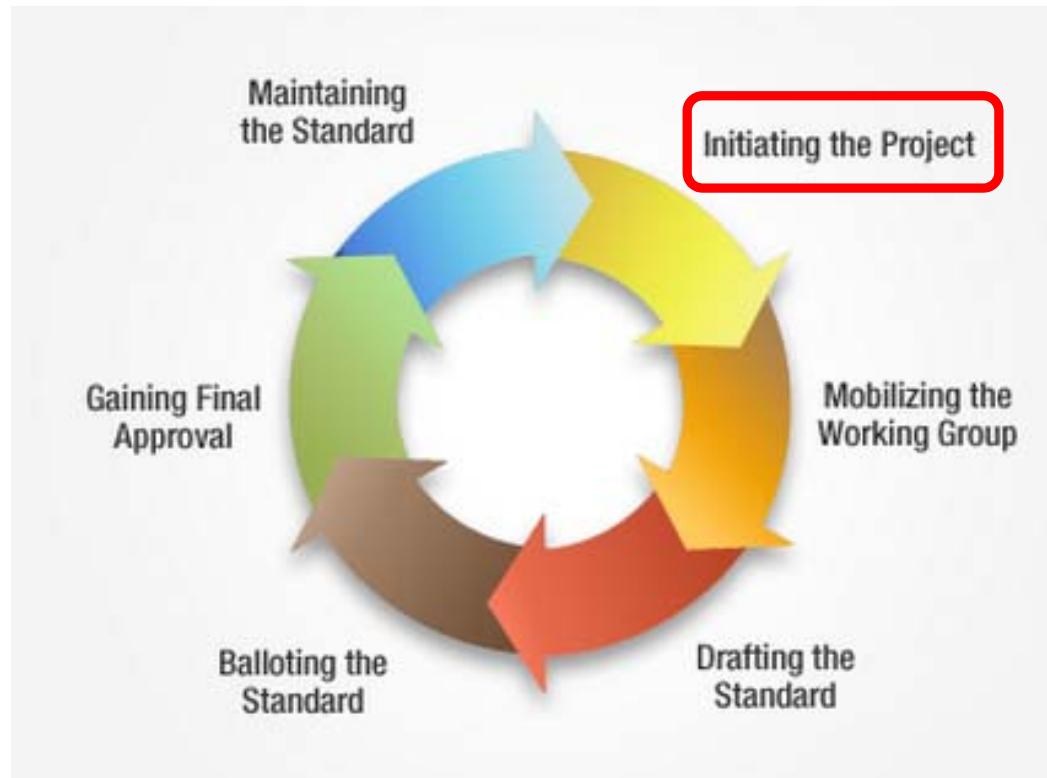 Maintaining
the Standard
Initiating the Project
Mobilizing the
Working Group
Drafting the
Standard
Balloting the
Standard
Gaining Final
Approval